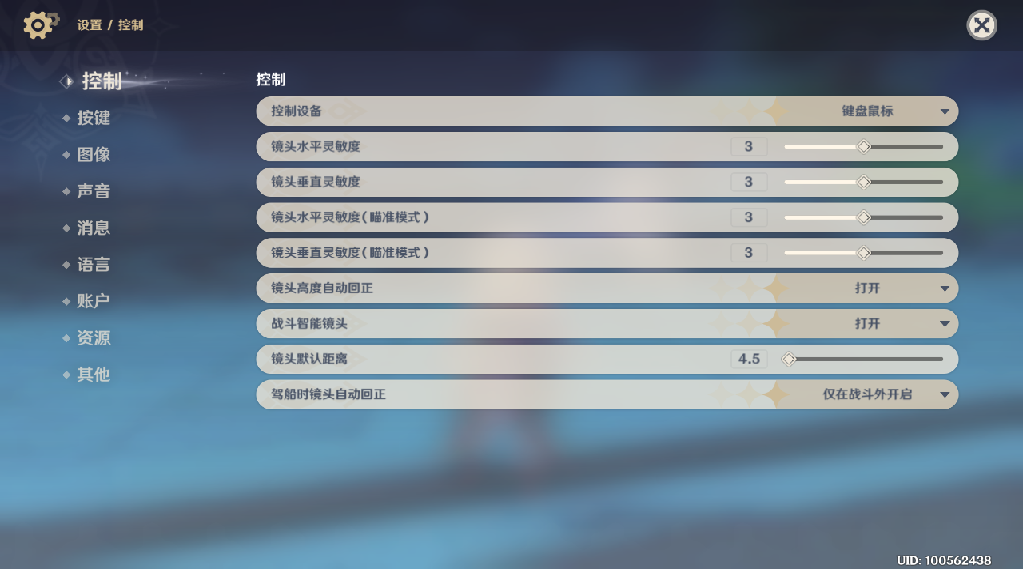 设置 / 控制
控制
按键
图像
声音
消息
语言
账户
资源
其他
控制
控制设备 键盘鼠标
镜头水平灵敏度 3
镜头垂直灵敏度 3
镜头水平灵敏度(瞄准模式) 3
镜头垂直灵敏度(瞄准模式) 3
镜头高度自动回正 打开
战斗智能镜头 打开
镜头默认距离 4.5
驾船时镜头自动回正 仅在战斗外开启
UID: 100562438